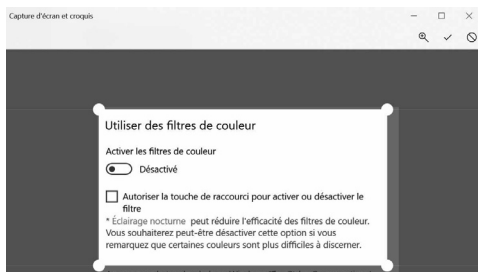 Capture d'écran et croquis
Utiliser des filtres de couleur
Activer les filtres de couleur
Désactivé
Autoriser la touche de raccourci pour activer ou désactiver le
filtre
* Éclairage nocturne peut réduire l'efficacité des filtres de couleur.
Vous souhaiterez peut-être désactiver cette option si vous
remarquez que certaines couleurs sont plus difficiles à discerner.